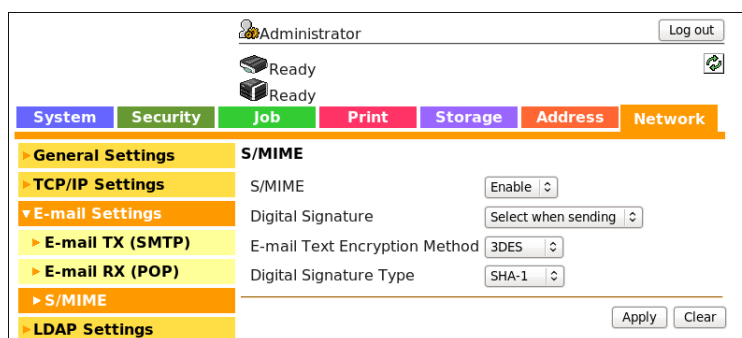 Administrator
Log out
Ready
Ready
System Security Job Print Storage Address Network
General Settings
TCP/IP Settings
E-mail Settings
E-mail TX (SMTP)
E-mail RX (POP)
S/MIME
LDAP Settings
S/MIME
S/MIME Enable
Digital Signature Select when sending
E-mail Text Encryption Method 3DES
Digital Signature Type SHA-1
Apply Clear